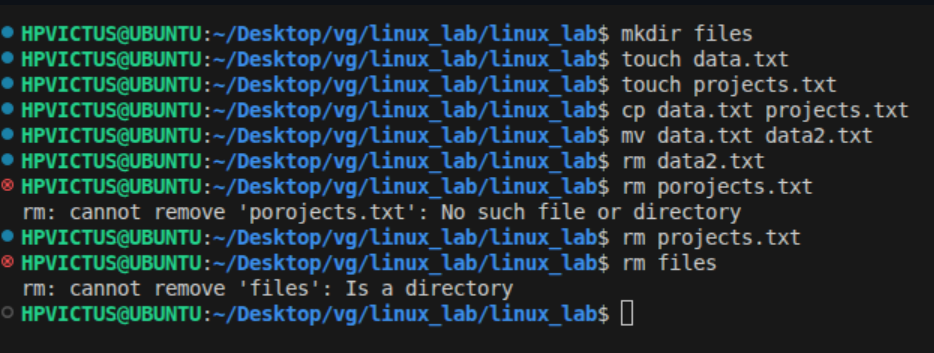 HPVICTUS@UBUNTU:~/Desktop/vg/linux_lab/linux_lab$ mkdir files
HPVICTUS@UBUNTU:~/Desktop/vg/linux_lab/linux_lab$ touch data.txt
HPVICTUS@UBUNTU:~/Desktop/vg/linux_lab/linux_lab$ touch projects.txt
HPVICTUS@UBUNTU:~/Desktop/vg/linux_lab/linux_lab$ cp data.txt projects.txt
HPVICTUS@UBUNTU:~/Desktop/vg/linux_lab/linux_lab$ mv data.txt data2.txt
HPVICTUS@UBUNTU:~/Desktop/vg/linux_lab/linux_lab$ rm data2.txt
HPVICTUS@UBUNTU:~/Desktop/vg/linux_lab/linux_lab$ rm porojects.txt
rm: cannot remove 'porojects.txt': No such file or directory
HPVICTUS@UBUNTU:~/Desktop/vg/linux_lab/linux_lab$ rm projects.txt
HPVICTUS@UBUNTU:~/Desktop/vg/linux_lab/linux_lab$ rm files
rm: cannot remove 'files': Is a directory
HPVICTUS@UBUNTU:~/Desktop/vg/linux_lab/linux_lab$